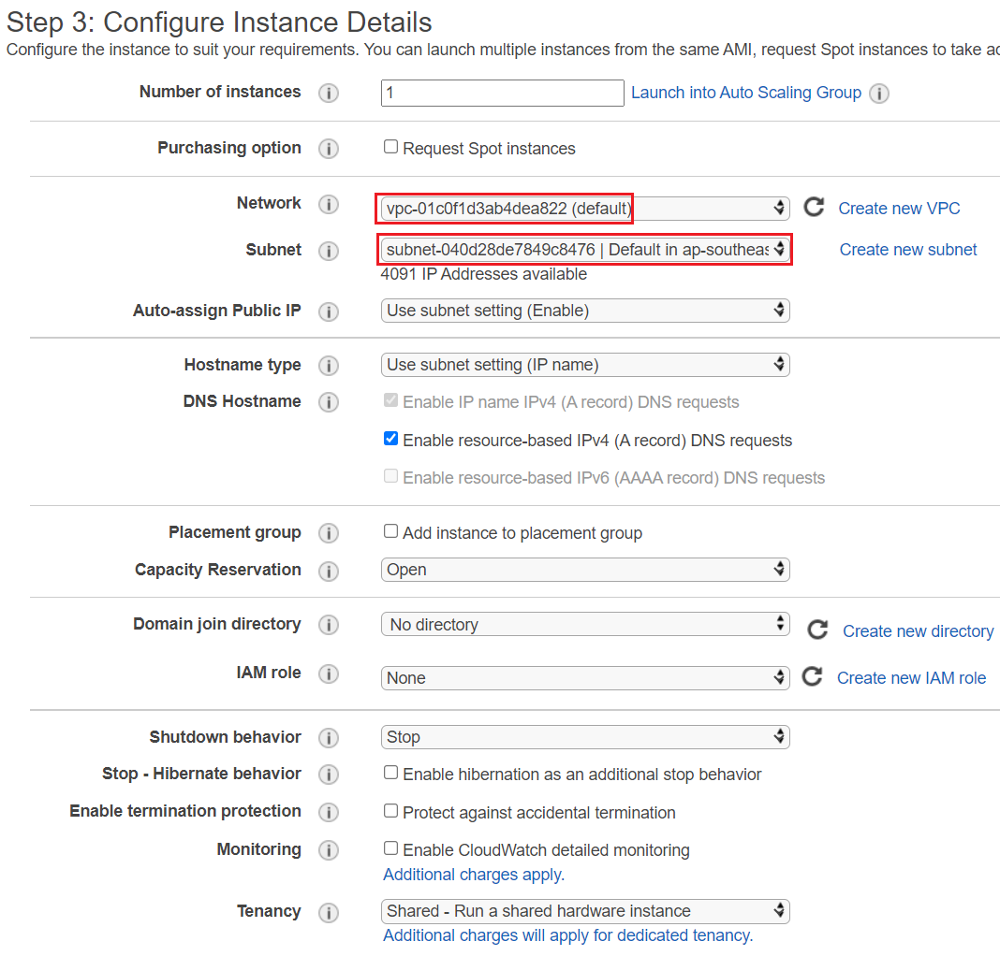 Step 3: Configure Instance Details
Configure the instance to suit your requirements. You can launch multiple instances from the same AMI, request Spot instances to take ad
Number of instances 1 Launch into Auto Scaling Group
Purchasing option Request Spot instances
Network vpc-01c0f1d3ab4dea822 (default) Create new VPC
Subnet subnet-040d28de7849c8476 | Default in ap-southeas Create new subnet
4091 IP Addresses available
Auto-assign Public IP Use subnet setting (Enable)
Hostname type Use subnet setting (IP name)
DNS Hostname Enable IP name IPv4 (A record) DNS requests
Enable resource-based IPv4 (A record) DNS requests
Enable resource-based IPv6 (AAAA record) DNS requests
Placement group Add instance to placement group
Capacity Reservation Open
Domain join directory No directory Create new directory
IAM role None Create new IAM role
Shutdown behavior Stop
Stop - Hibernate behavior Enable hibernation as an additional stop behavior
Enable termination protection Protect against accidental termination
Monitoring Enable CloudWatch detailed monitoring
Additional charges apply.
Tenancy Shared - Run a shared hardware instance
Additional charges will apply for dedicated tenancy.